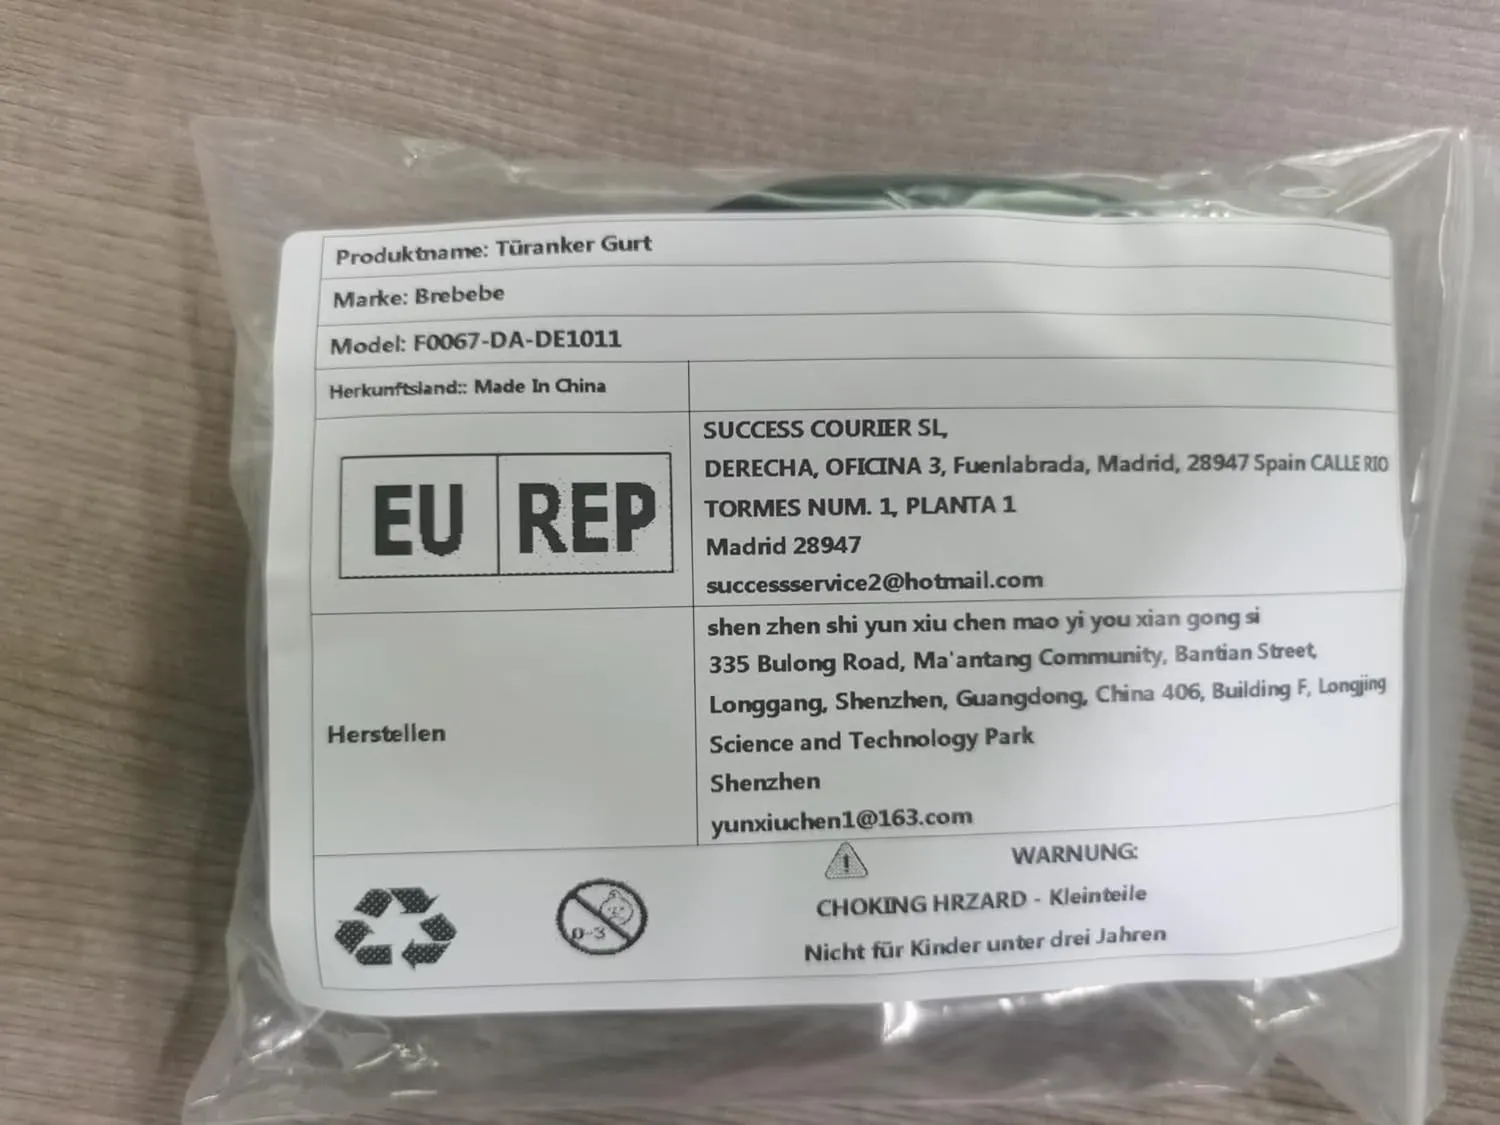 Produktname: Türanker Gurt
Marke: Brebebe
Model: F0067-DA-DE1011
Herkunftsland:: Made In China
EU REP
SUCCESS COURIER SL,
DERECHA, OFICINA 3, Fuenlabrada, Madrid, 28947 Spain CALLE RIO
TORMES NUM. 1, PLANTA 1
Madrid 28947
successservice2@hotmail.com
Herstellen
shen zhen shi yun xiu chen mao yi you xian gong si
335 Bulong Road, Ma'antang Community, Bantian Street,
Longgang, Shenzhen, Guangdong, China 406, Building F, Longjing
Science and Technology Park
Shenzhen
yunxiuchen1@163.com
0-3
WARNUNG:
CHOKING HRZARD - Kleinteile
Nicht für Kinder unter drei Jahren